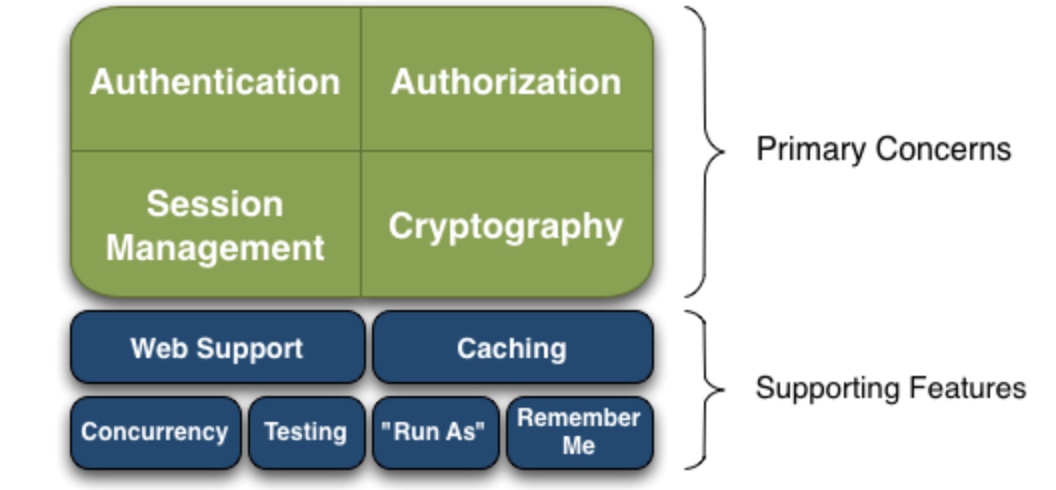 Authentication
Authorization
Session
Management
Cryptography
Primary Concerns
Web Support
Caching
Concurrency
Testing
"Run As"
Remember
Me
Supporting Features